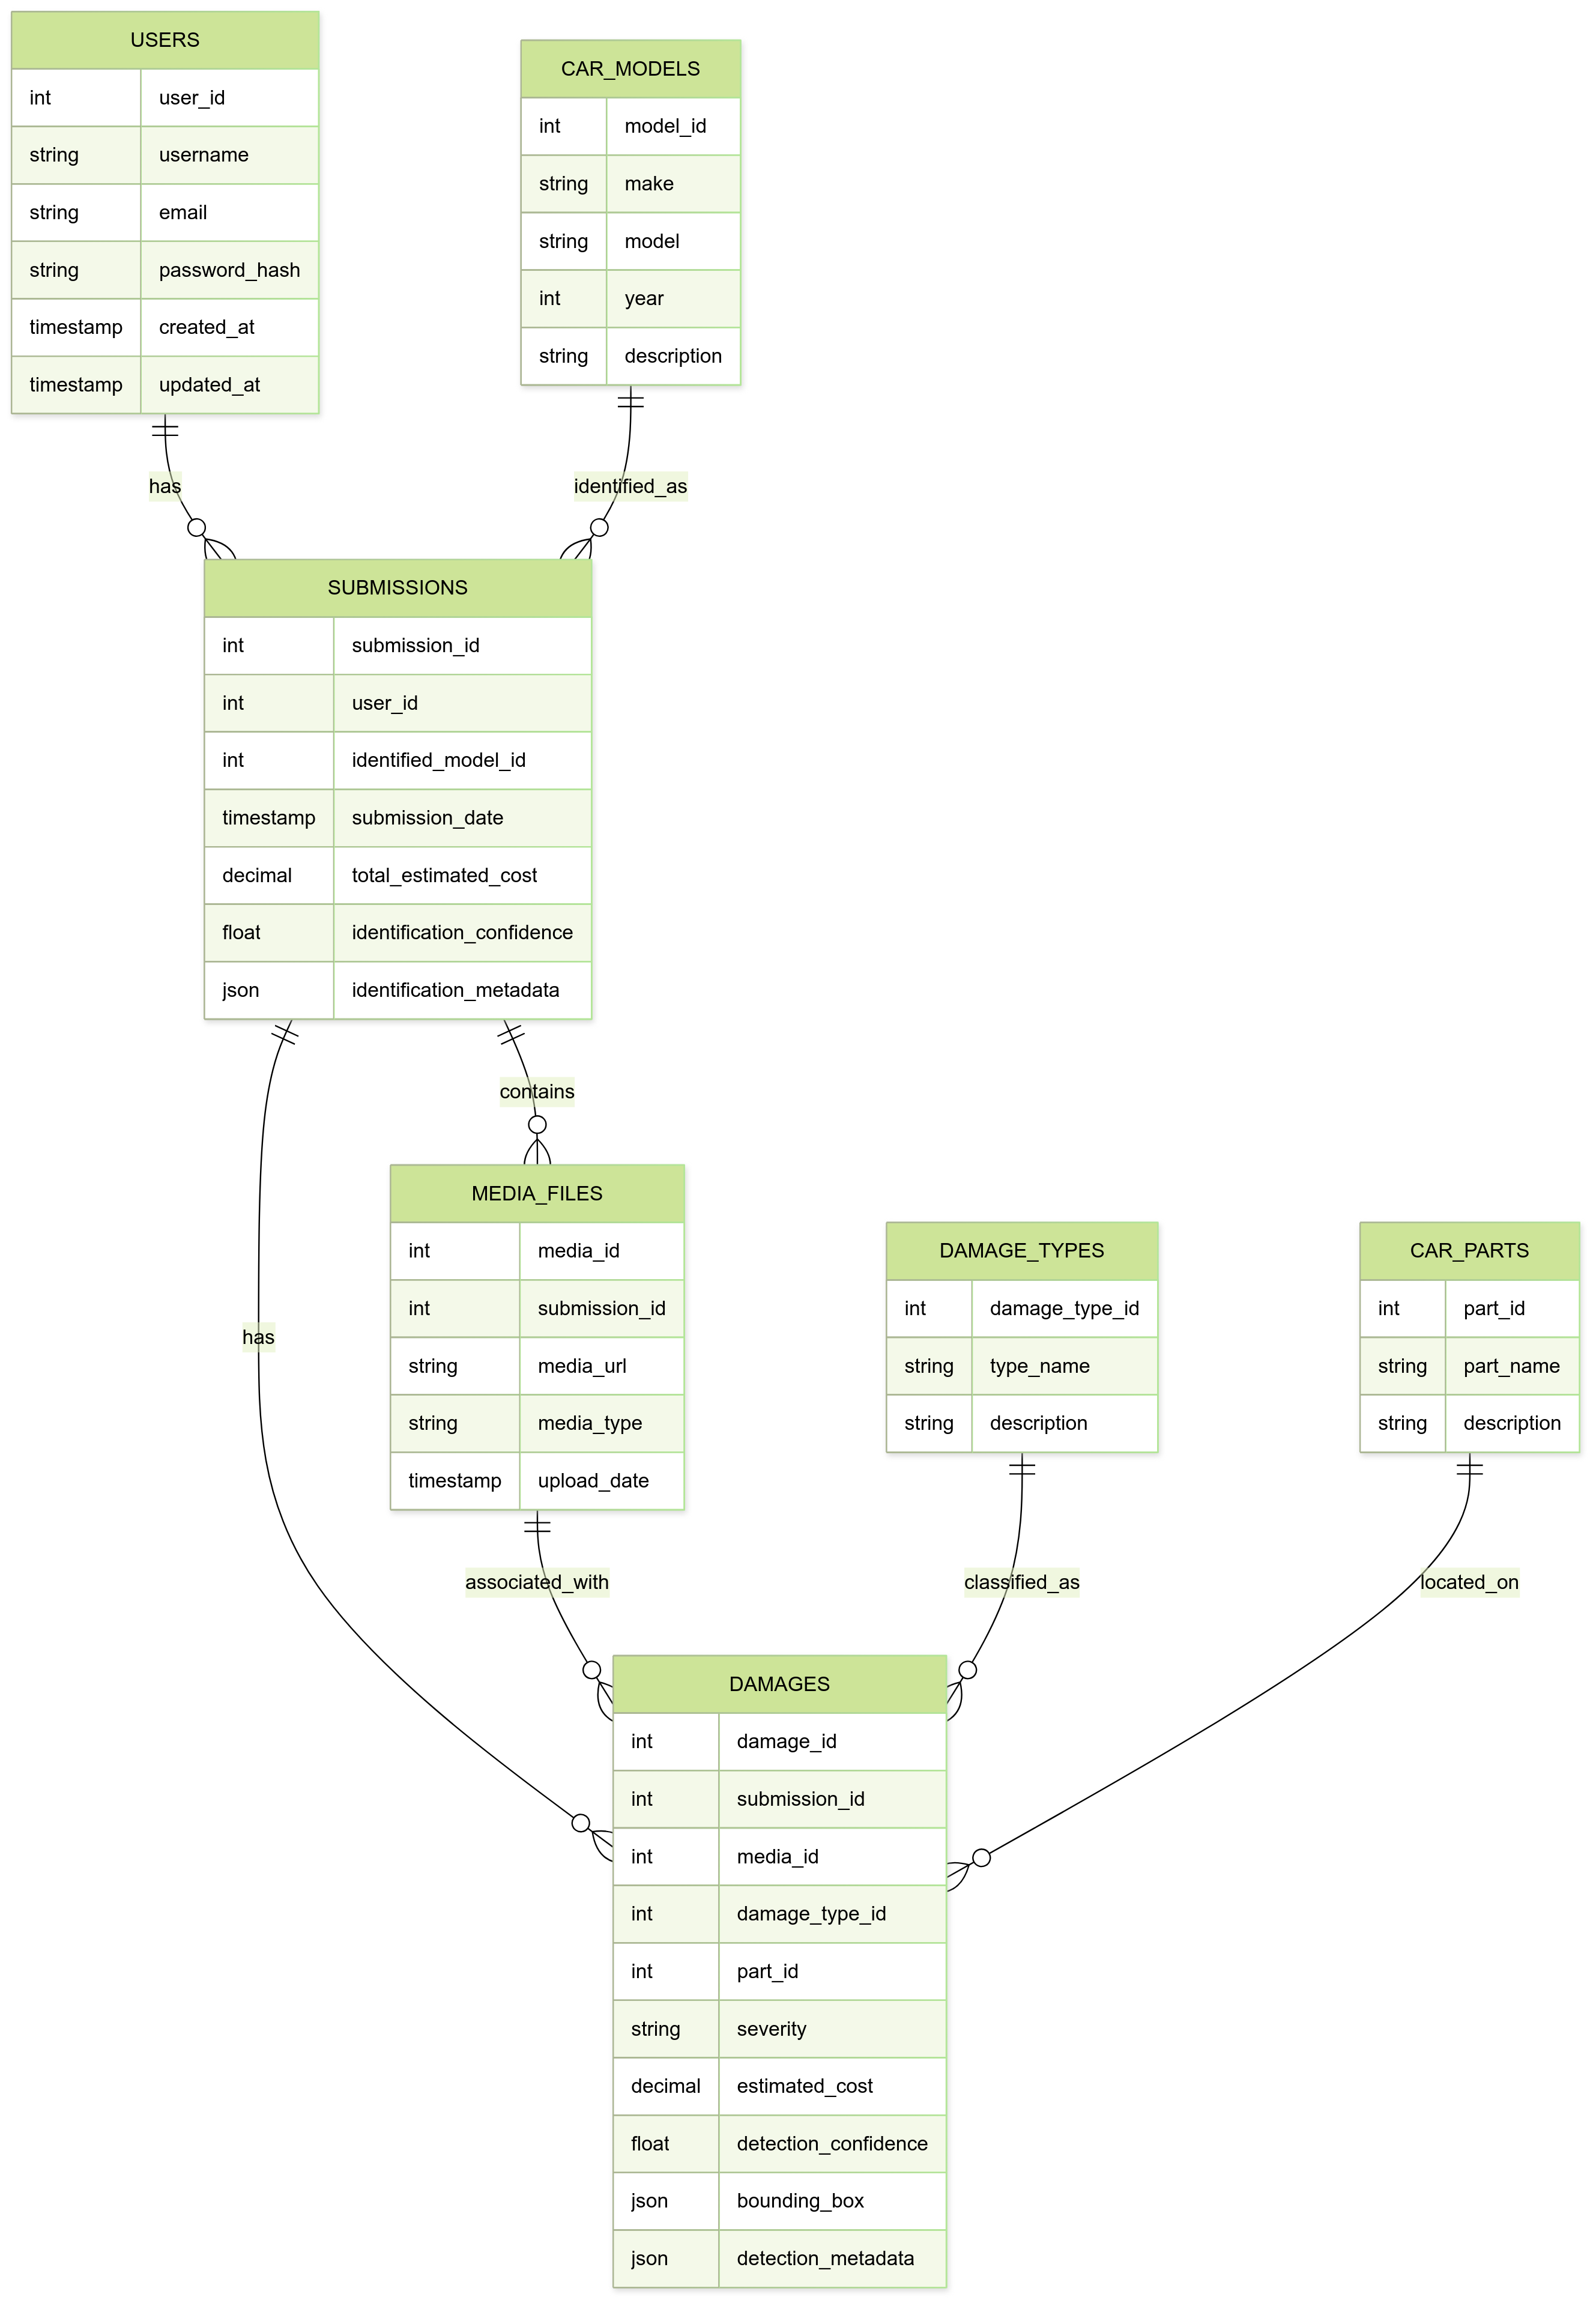 USERS
int user_id
string username
string email
string password_hash
timestamp created_at
timestamp updated_at
CAR_MODELS
int model_id
string make
string model
int year
string description
has
identified_as
SUBMISSIONS
int submission_id
int user_id
int identified_model_id
timestamp submission_date
decimal total_estimated_cost
float identification_confidence
json identification_metadata
contains
has
MEDIA_FILES
int media_id
int submission_id
string media_url
string media_type
timestamp upload_date
DAMAGE_TYPES
int damage_type_id
string type_name
string description
CAR_PARTS
int part_id
string part_name
string description
associated_with
classified_as
located_on
DAMAGES
int damage_id
int submission_id
int media_id
int damage_type_id
int part_id
string severity
decimal estimated_cost
float detection_confidence
json bounding_box
json detection_metadata